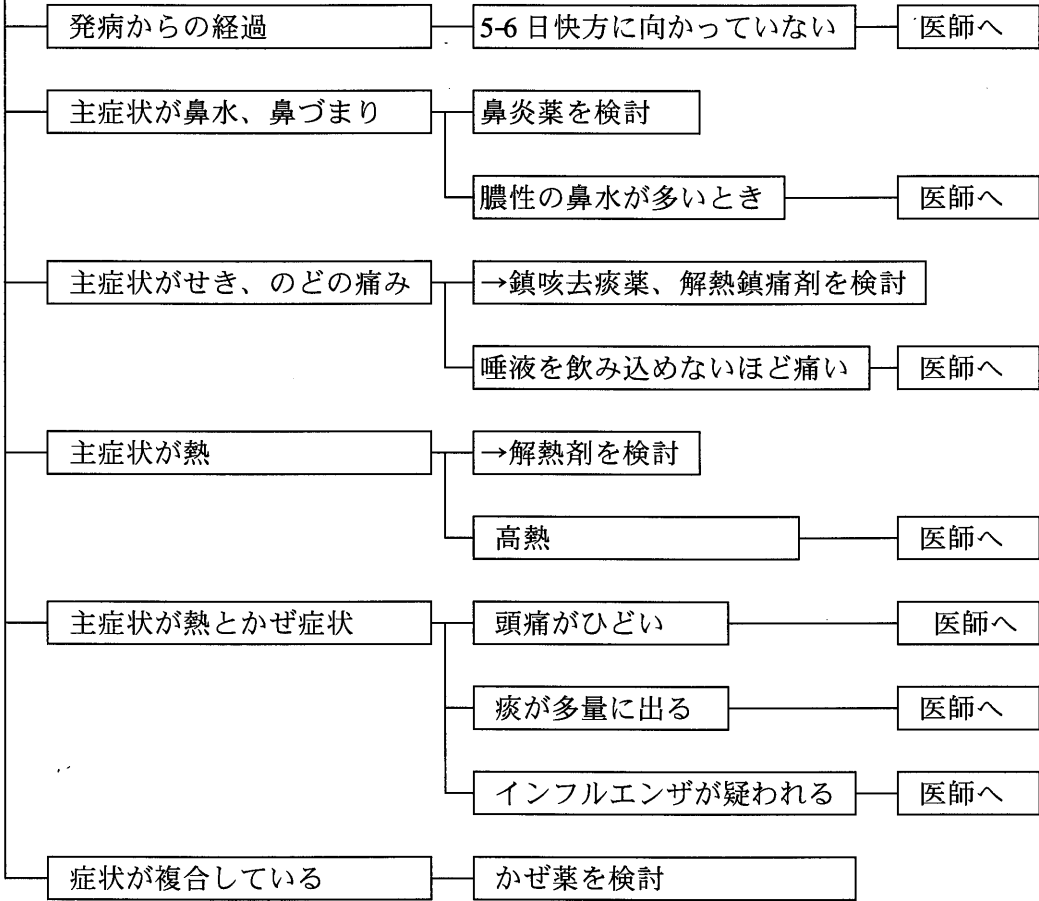 発病からの経過 5-6日快方に向かっていない 医師へ
主症状が鼻水、鼻づまり 鼻炎薬を検討
膿性の鼻水が多いとき 医師へ
主症状がせき、のどの痛み →鎮咳去痰薬、解熱鎮痛剤を検討
唾液を飲み込めないほど痛い 医師へ
主症状が熱 →解熱剤を検討
高熱 医師へ
主症状が熱とかぜ症状 頭痛がひどい 医師へ
痰が多量に出る 医師へ
インフルエンザが疑われる 医師へ
症状が複合している かぜ薬を検討